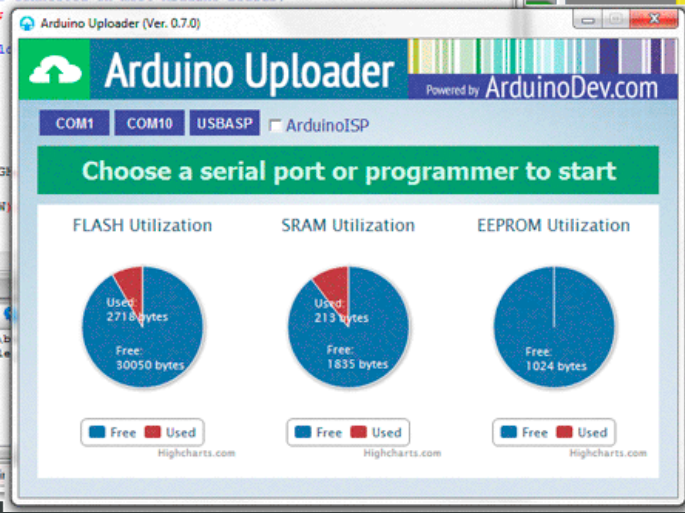 Arduino Uploader (Ver. 0.7.0)
Arduino Uploader
Powered by ArduinoDev.com
COM1 COM10 USBASP ArduinoISP
Choose a serial port or programmer to start
FLASH Utilization
Used:
2718 bytes
Free:
30050 bytes
Free Used
Highcharts.com
SRAM Utilization
Used:
213 bytes
Free:
1835 bytes
Free Used
Highcharts.com
EEPROM Utilization
Free:
1024 bytes
Free Used
Highcharts.com